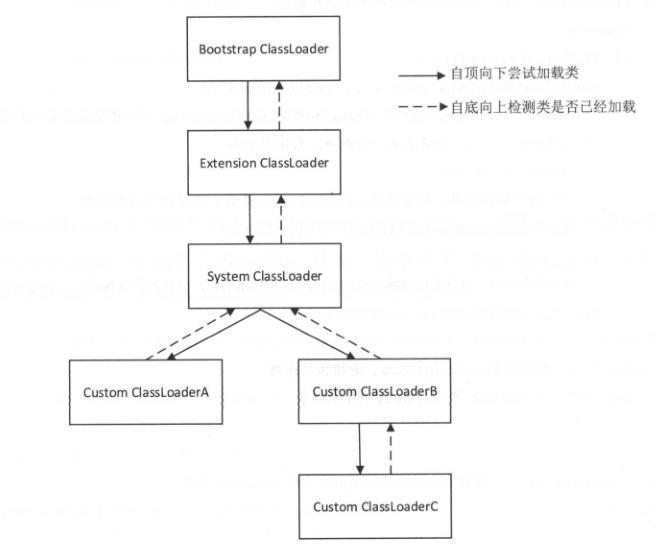 Bootstrap ClassLoader
自顶向下尝试加载类
自底向上检测类是否已经加载
Extension ClassLoader
System ClassLoader
Custom ClassLoaderA
Custom ClassLoaderB
Custom ClassLoaderC